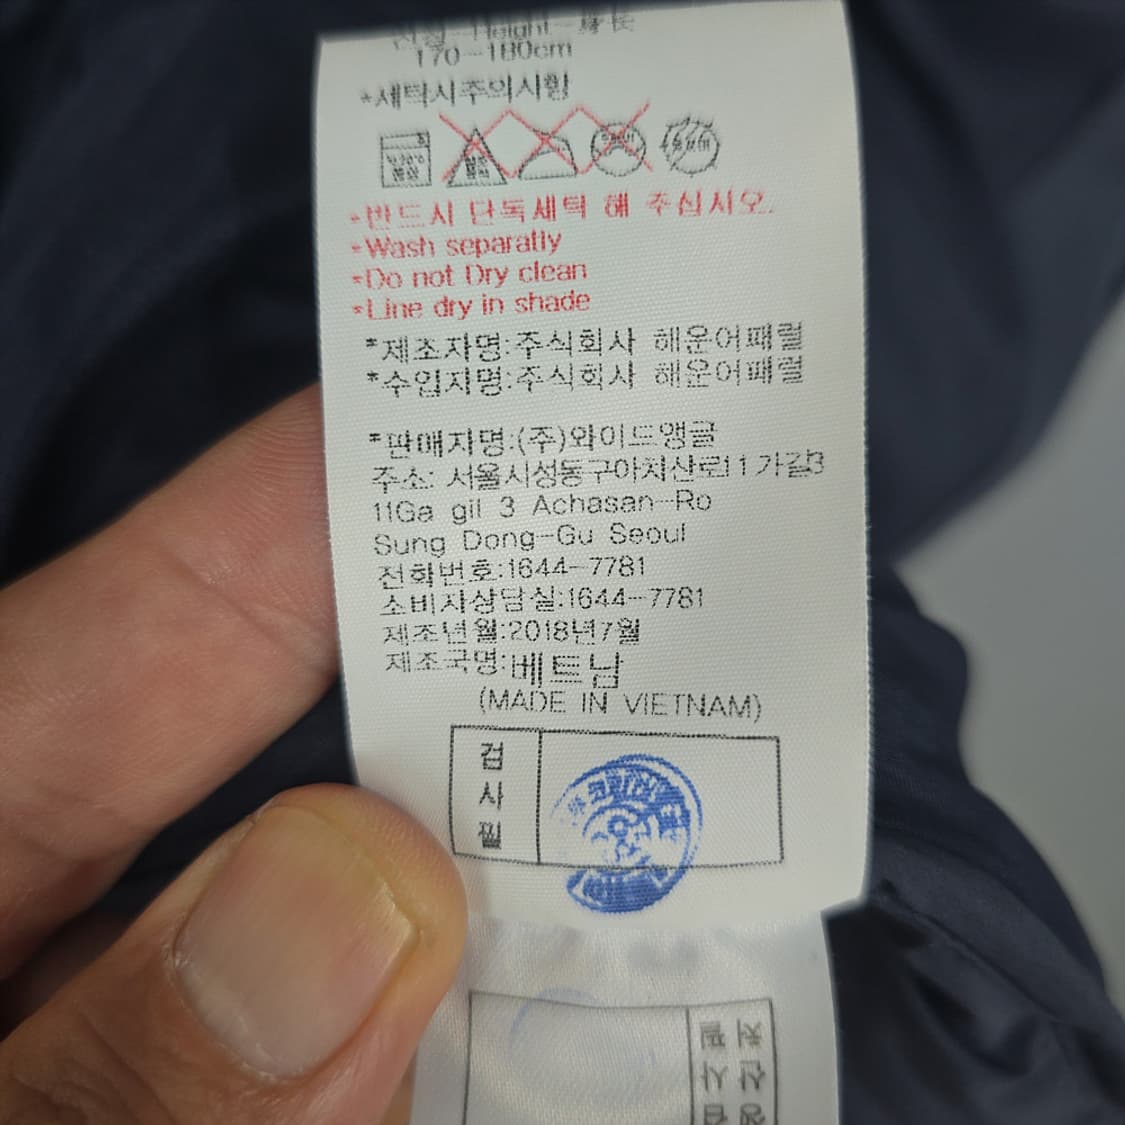 Height
170-180cm
*세탁시주의사항
*반드시 단독세탁 해 주십시오.
*Wash separatly
*Do not Dry clean
*Line dry in shade
*제조자명:주식회사 해운어패럴
*수입자명:주식회사 해운어패럴
*판매자명:(주)와이드앵글
주소: 서울시성동구아차산로11가길3
11Ga gil 3 Achasan-Ro
Sung Dong-Gu Seoul
전화번호:1644-7781
소비자상담실:1644-7781
제조년월:2018년7월
제조국명:베트남
(MADE IN VIETNAM)
검
사
필